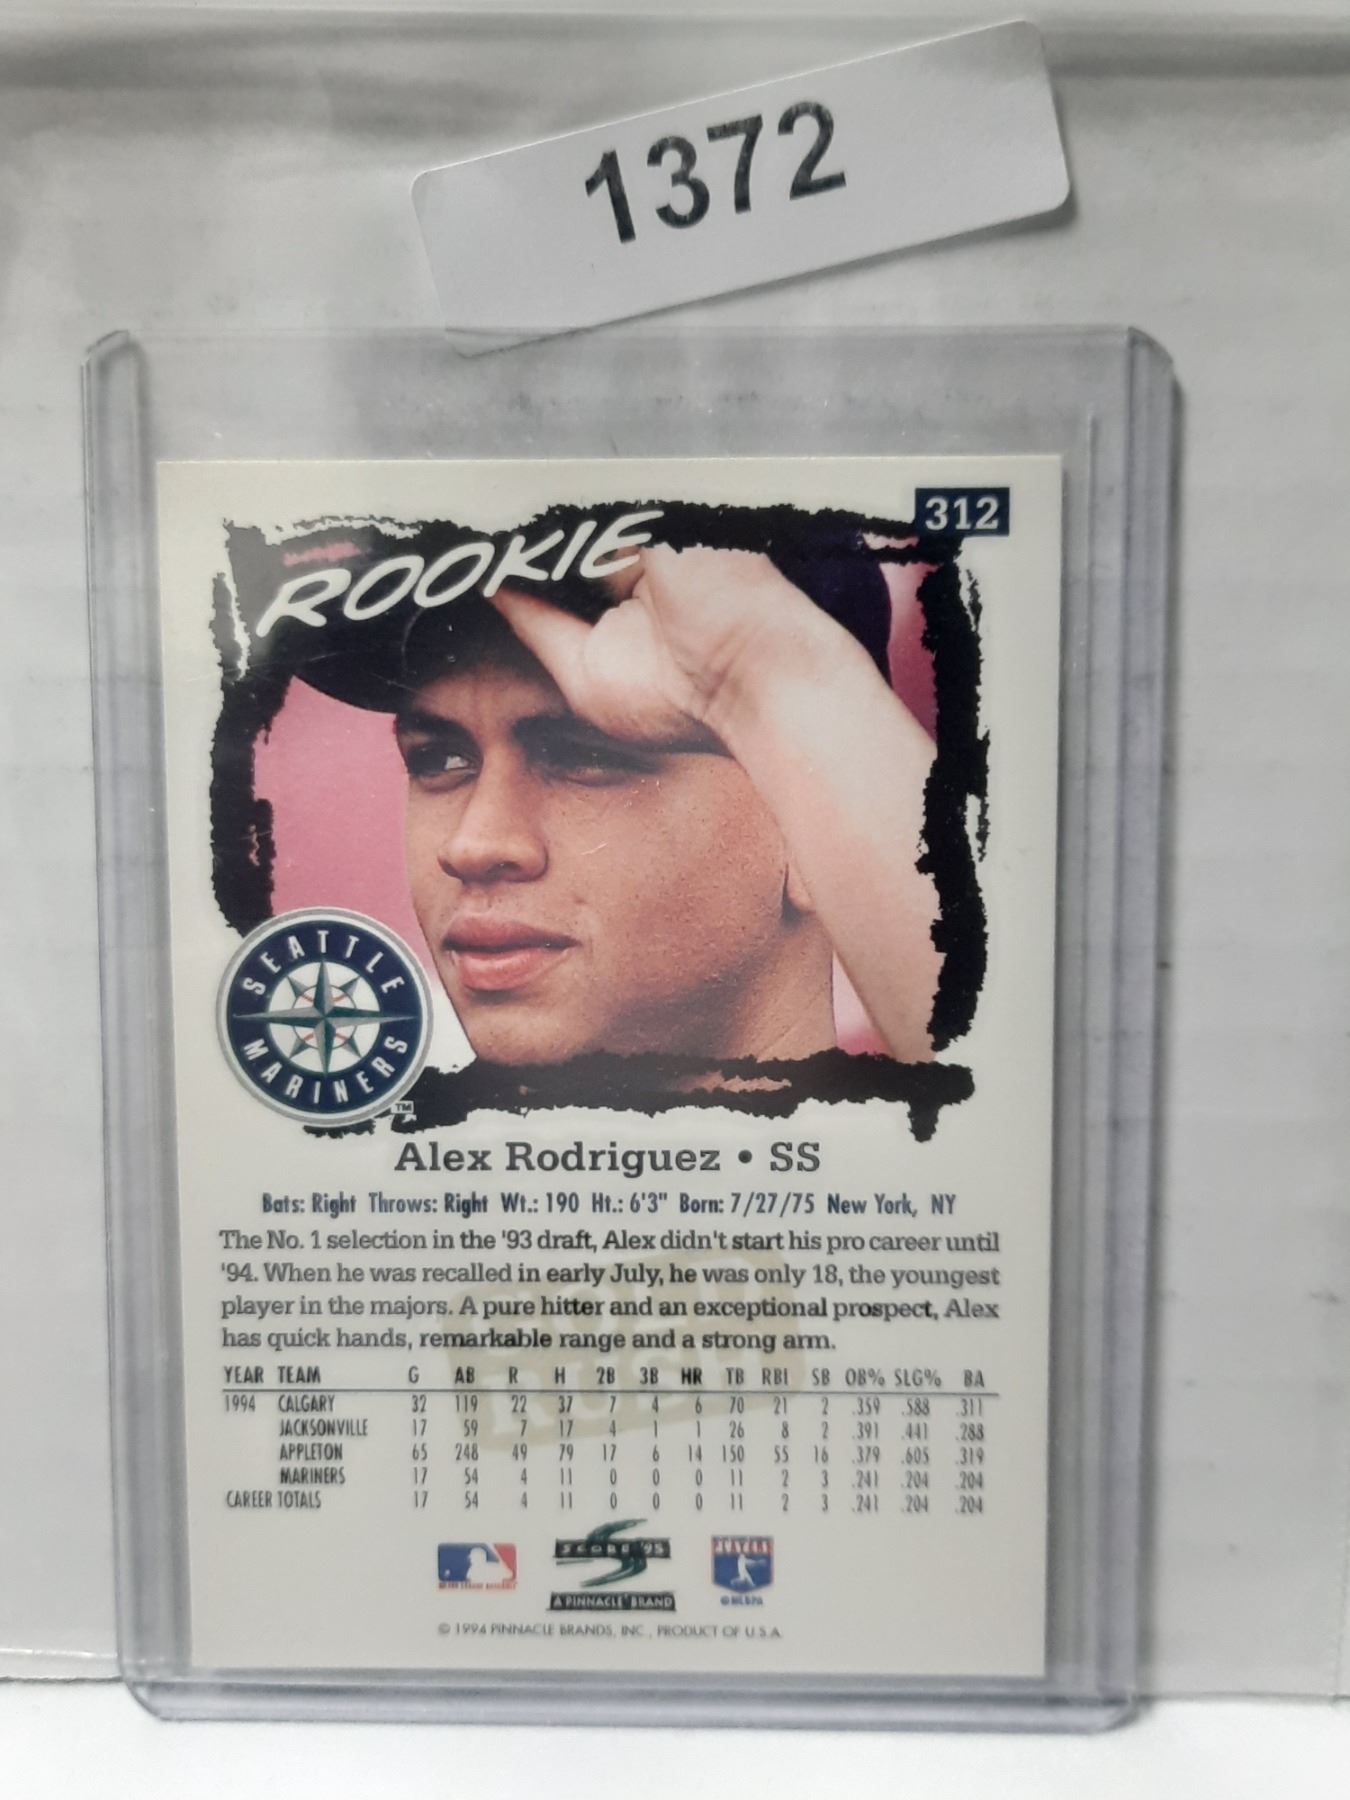 1372
312
ROOKIE
SEATTLE
MARINERS
TM
Alex Rodriguez • SS
Bats: Right Throws: Right Wt.: 190 Ht.: 6'3" Born: 7/27/75 New York, NY
The No. 1 selection in the '93 draft, Alex didn't start his pro career until
'94. When he was recalled in early July, he was only 18, the youngest
player in the majors. A pure hitter and an exceptional prospect, Alex
has quick hands, remarkable range and a strong arm.
YEAR TEAM G AB R H 2B 3B HR TB RBI SB OB% SLG% BA
1994 CALGARY 32 119 22 37 7 4 6 70 21 2 .359 .588 .311
JACKSONVILLE 17 59 7 17 4 1 1 26 8 2 .391 .441 .288
APPLETON 65 248 49 79 17 6 14 150 55 16 .379 .605 .319
MARINERS 17 54 4 11 0 0 0 11 2 3 .241 .204 .204
CAREER TOTALS 17 54 4 11 0 0 0 11 2 3 .241 .204 .204
SCORE '95
PLAYERS
A PINNACLE BRAND
© MLBPA
© 1994 PINNACLE BRANDS, INC., PRODUCT OF U.S.A.